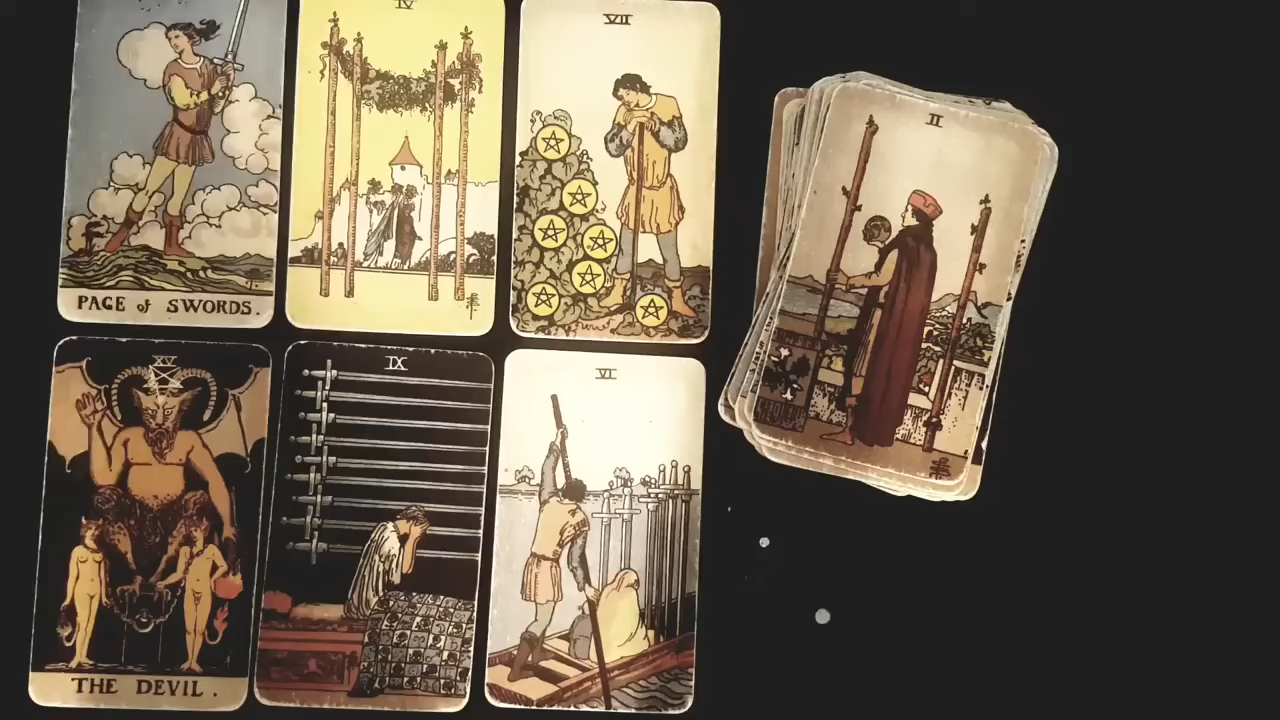 IV
VII
II
PAGE of SWORDS.
XV
IX
VI
THE DEVIL.